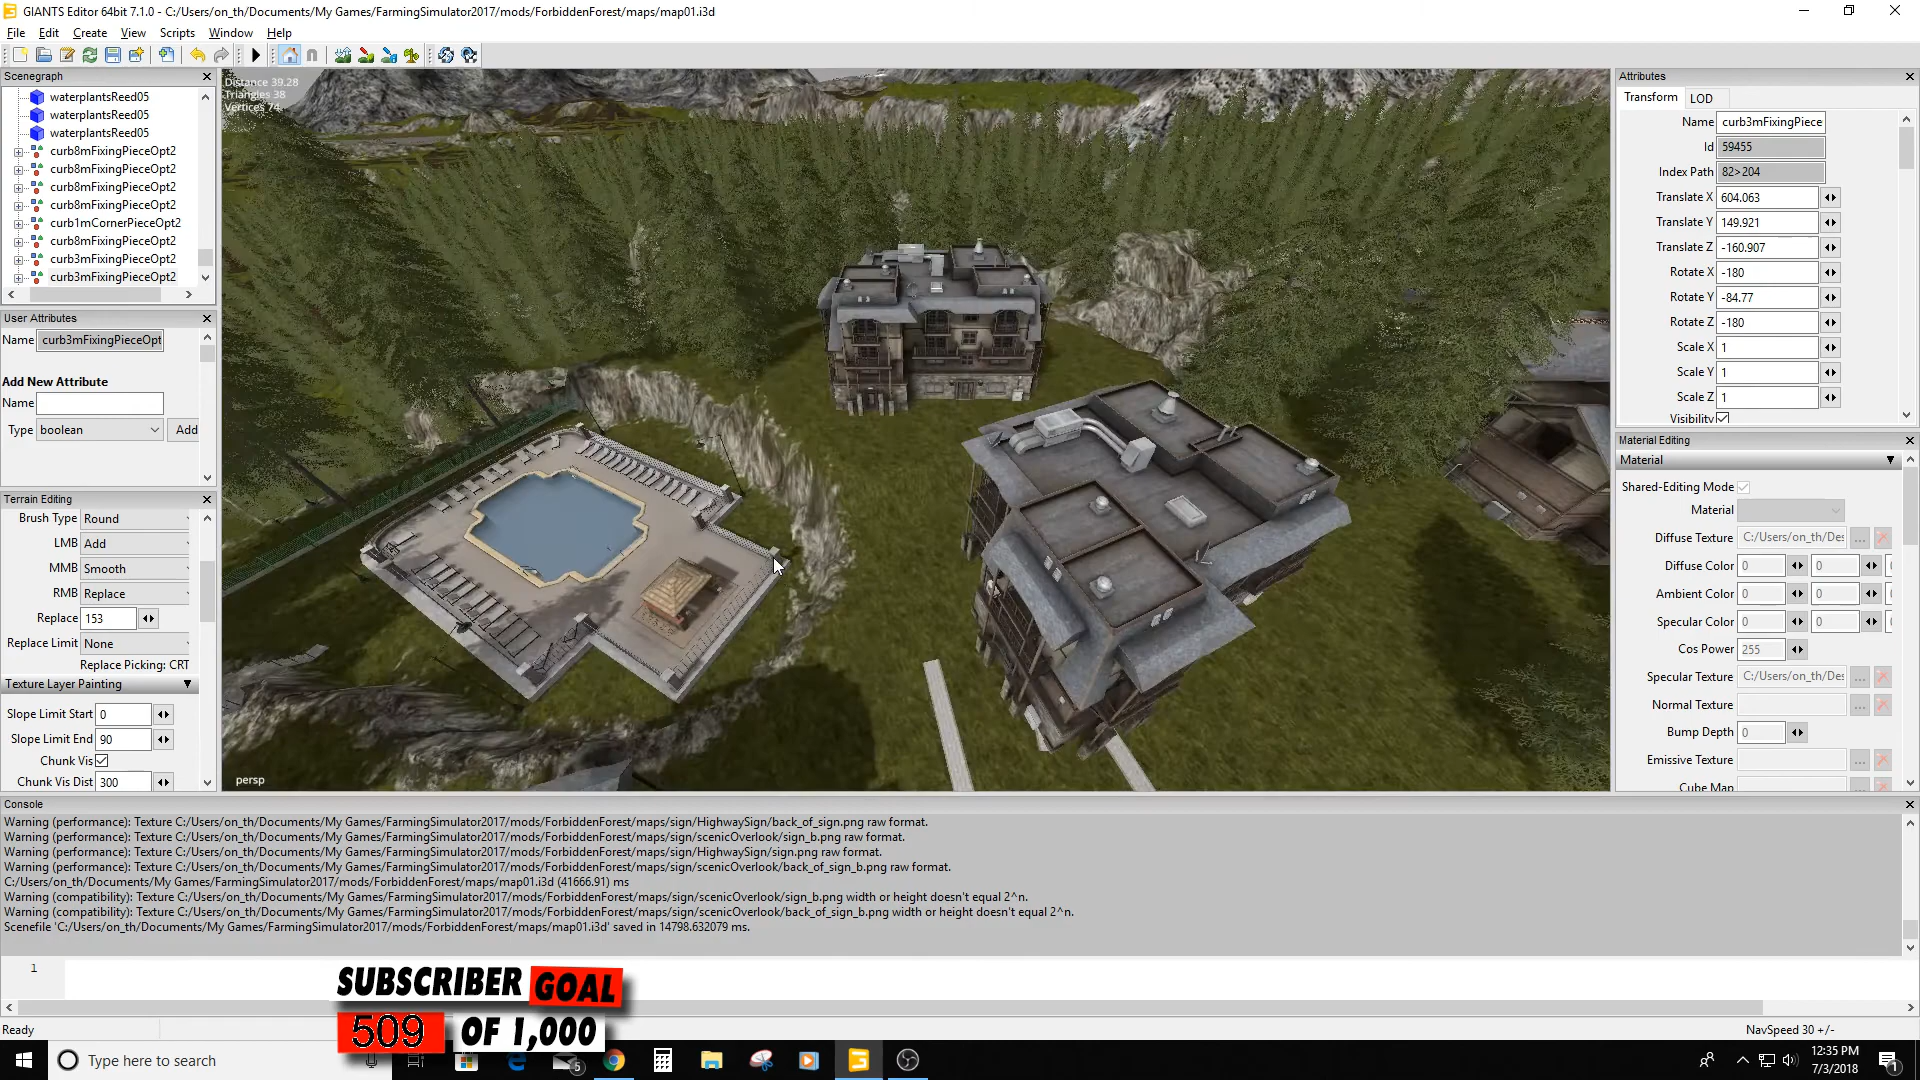 GIANTS Editor 64bit 7.1.0 - C:/Users/on_th/Documents/My Games/FarmingSimulator2017/mods/ForbiddenForest/maps/map01.i3d
File Edit Create View Scripts Window Help
Scenegraph
waterplantsReed05
waterplantsReed05
waterplantsReed05
curb8mFixingPieceOpt2
curb8mFixingPieceOpt2
curb8mFixingPieceOpt2
curb8mFixingPieceOpt2
curb1mCornerPieceOpt2
curb8mFixingPieceOpt2
curb3mFixingPieceOpt2
curb3mFixingPieceOpt2
User Attributes
Name curb3mFixingPieceOpt
Add New Attribute
Name
Type boolean Add
Terrain Editing
Brush Type Round
LMB Add
MMB Smooth
RMB Replace
Replace 153
Replace Limit None
Replace Picking: CRT
Texture Layer Painting
Slope Limit Start 0
Slope Limit End 90
Chunk Vis
Chunk Vis Dist 300
Distance 39.28
Triangles 38
Vertices 74
persp
Attributes
Transform LOD
Name curb3mFixingPiece
Id 59455
Index Path 82>204
Translate X 604.063
Translate Y 149.921
Translate Z -160.907
Rotate X -180
Rotate Y -84.77
Rotate Z -180
Scale X 1
Scale Y 1
Scale Z 1
Visibility
Material Editing
Material
Shared-Editing Mode
Material
Diffuse Texture C:/Users/on_th/Des ...
Diffuse Color 0 0
Ambient Color 0 0
Specular Color 0 0
Cos Power 255
Specular Texture C:/Users/on_th/Des ...
Normal Texture ...
Bump Depth 0
Emissive Texture ...
Cube Map
Console
Warning (performance): Texture C:/Users/on_th/Documents/My Games/FarmingSimulator2017/mods/ForbiddenForest/maps/sign/HighwaySign/back_of_sign.png raw format.
Warning (performance): Texture C:/Users/on_th/Documents/My Games/FarmingSimulator2017/mods/ForbiddenForest/maps/sign/scenicOverlook/sign_b.png raw format.
Warning (performance): Texture C:/Users/on_th/Documents/My Games/FarmingSimulator2017/mods/ForbiddenForest/maps/sign/HighwaySign/sign.png raw format.
Warning (performance): Texture C:/Users/on_th/Documents/My Games/FarmingSimulator2017/mods/ForbiddenForest/maps/sign/scenicOverlook/back_of_sign_b.png raw format.
C:/Users/on_th/Documents/My Games/FarmingSimulator2017/mods/ForbiddenForest/maps/map01.i3d (41666.91) ms
Warning (compatibility): Texture C:/Users/on_th/Documents/My Games/FarmingSimulator2017/mods/ForbiddenForest/maps/sign/scenicOverlook/sign_b.png width or height doesn't equal 2^n.
Warning (compatibility): Texture C:/Users/on_th/Documents/My Games/FarmingSimulator2017/mods/ForbiddenForest/maps/sign/scenicOverlook/back_of_sign_b.png width or height doesn't equal 2^n.
Scenefile 'C:/Users/on_th/Documents/My Games/FarmingSimulator2017/mods/ForbiddenForest/maps/map01.i3d' saved in 14798.632079 ms.
1
SUBSCRIBER GOAL
509 OF 1,000
Ready
NavSpeed 30 +/-
Type here to search
5
12:35 PM
7/3/2018
1